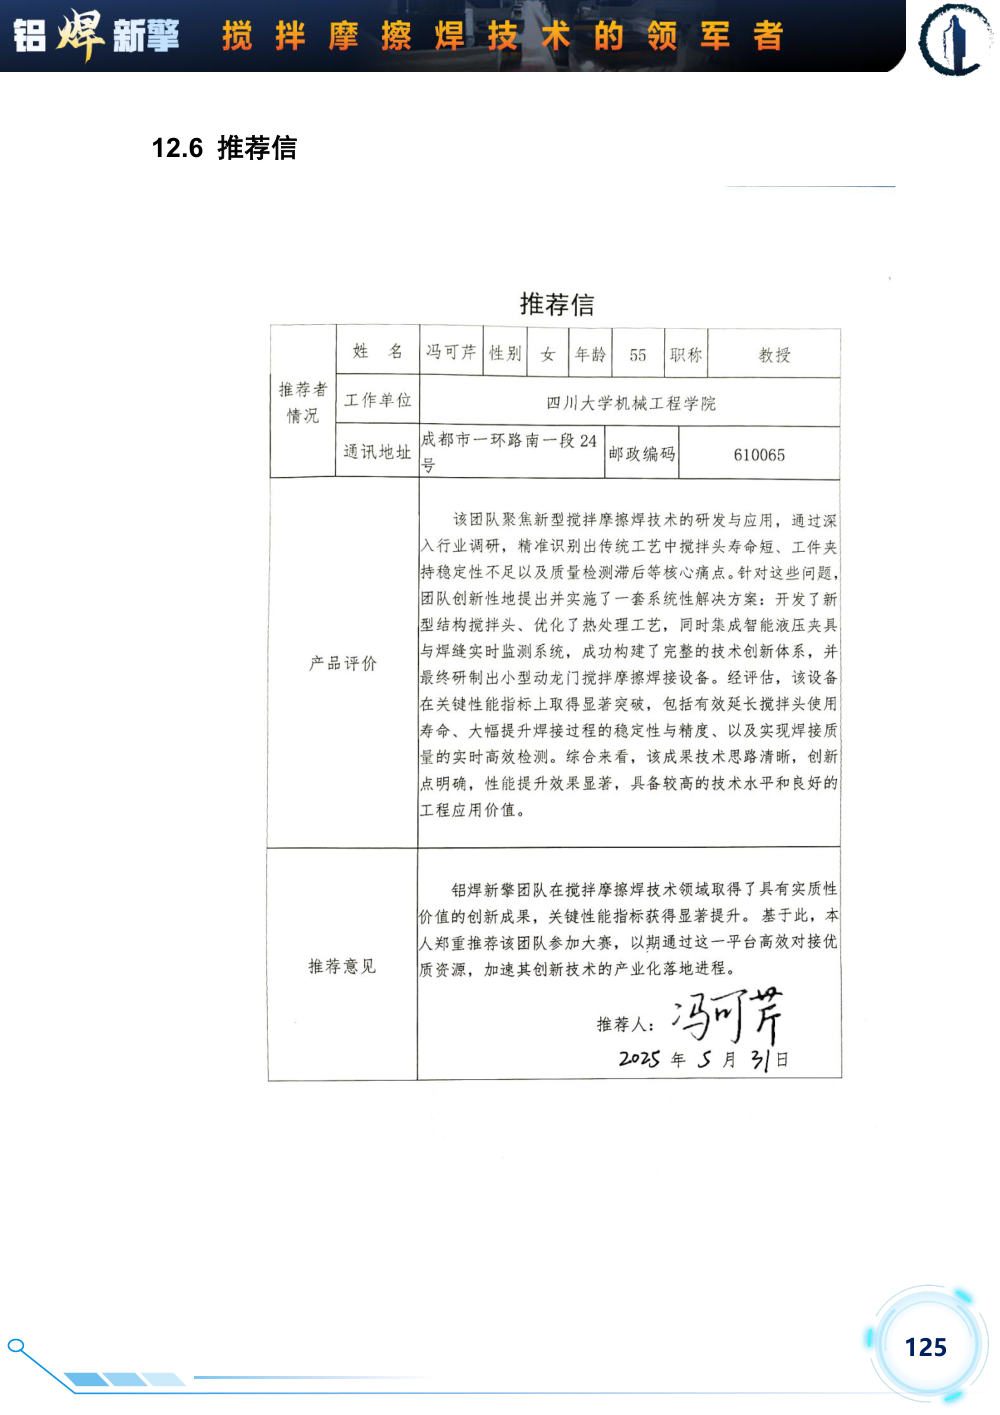 铝焊新擎 搅拌摩擦焊技术的领军者
12.6 推荐信
推荐信
推荐者情况
姓 名 冯可芹 性别 女 年龄 55 职称 教授
工作单位 四川大学机械工程学院
通讯地址 成都市一环路南一段 24
号 邮政编码 610065
产品评价
该团队聚焦新型搅拌摩擦焊技术的研发与应用，通过深
入行业调研，精准识别出传统工艺中搅拌头寿命短、工件夹
持稳定性不足以及质量检测滞后等核心痛点。针对这些问题，
团队创新性地提出并实施了一套系统性解决方案：开发了新
型结构搅拌头、优化了热处理工艺，同时集成智能液压夹具
与焊缝实时监测系统，成功构建了完整的技术创新体系，并
最终研制出小型动龙门搅拌摩擦焊接设备。经评估，该设备
在关键性能指标上取得显著突破，包括有效延长搅拌头使用
寿命、大幅提升焊接过程的稳定性与精度、以及实现焊接质
量的实时高效检测。综合来看，该成果技术思路清晰，创新
点明确，性能提升效果显著，具备较高的技术水平和良好的
工程应用价值。
推荐意见
铝焊新擎团队在搅拌摩擦焊技术领域取得了具有实质性
价值的创新成果，关键性能指标获得显著提升。基于此，本
人郑重推荐该团队参加大赛，以期通过这一平台高效对接优
质资源，加速其创新技术的产业化落地进程。
推荐人：冯可芹
2025 年 5 月 31 日
125